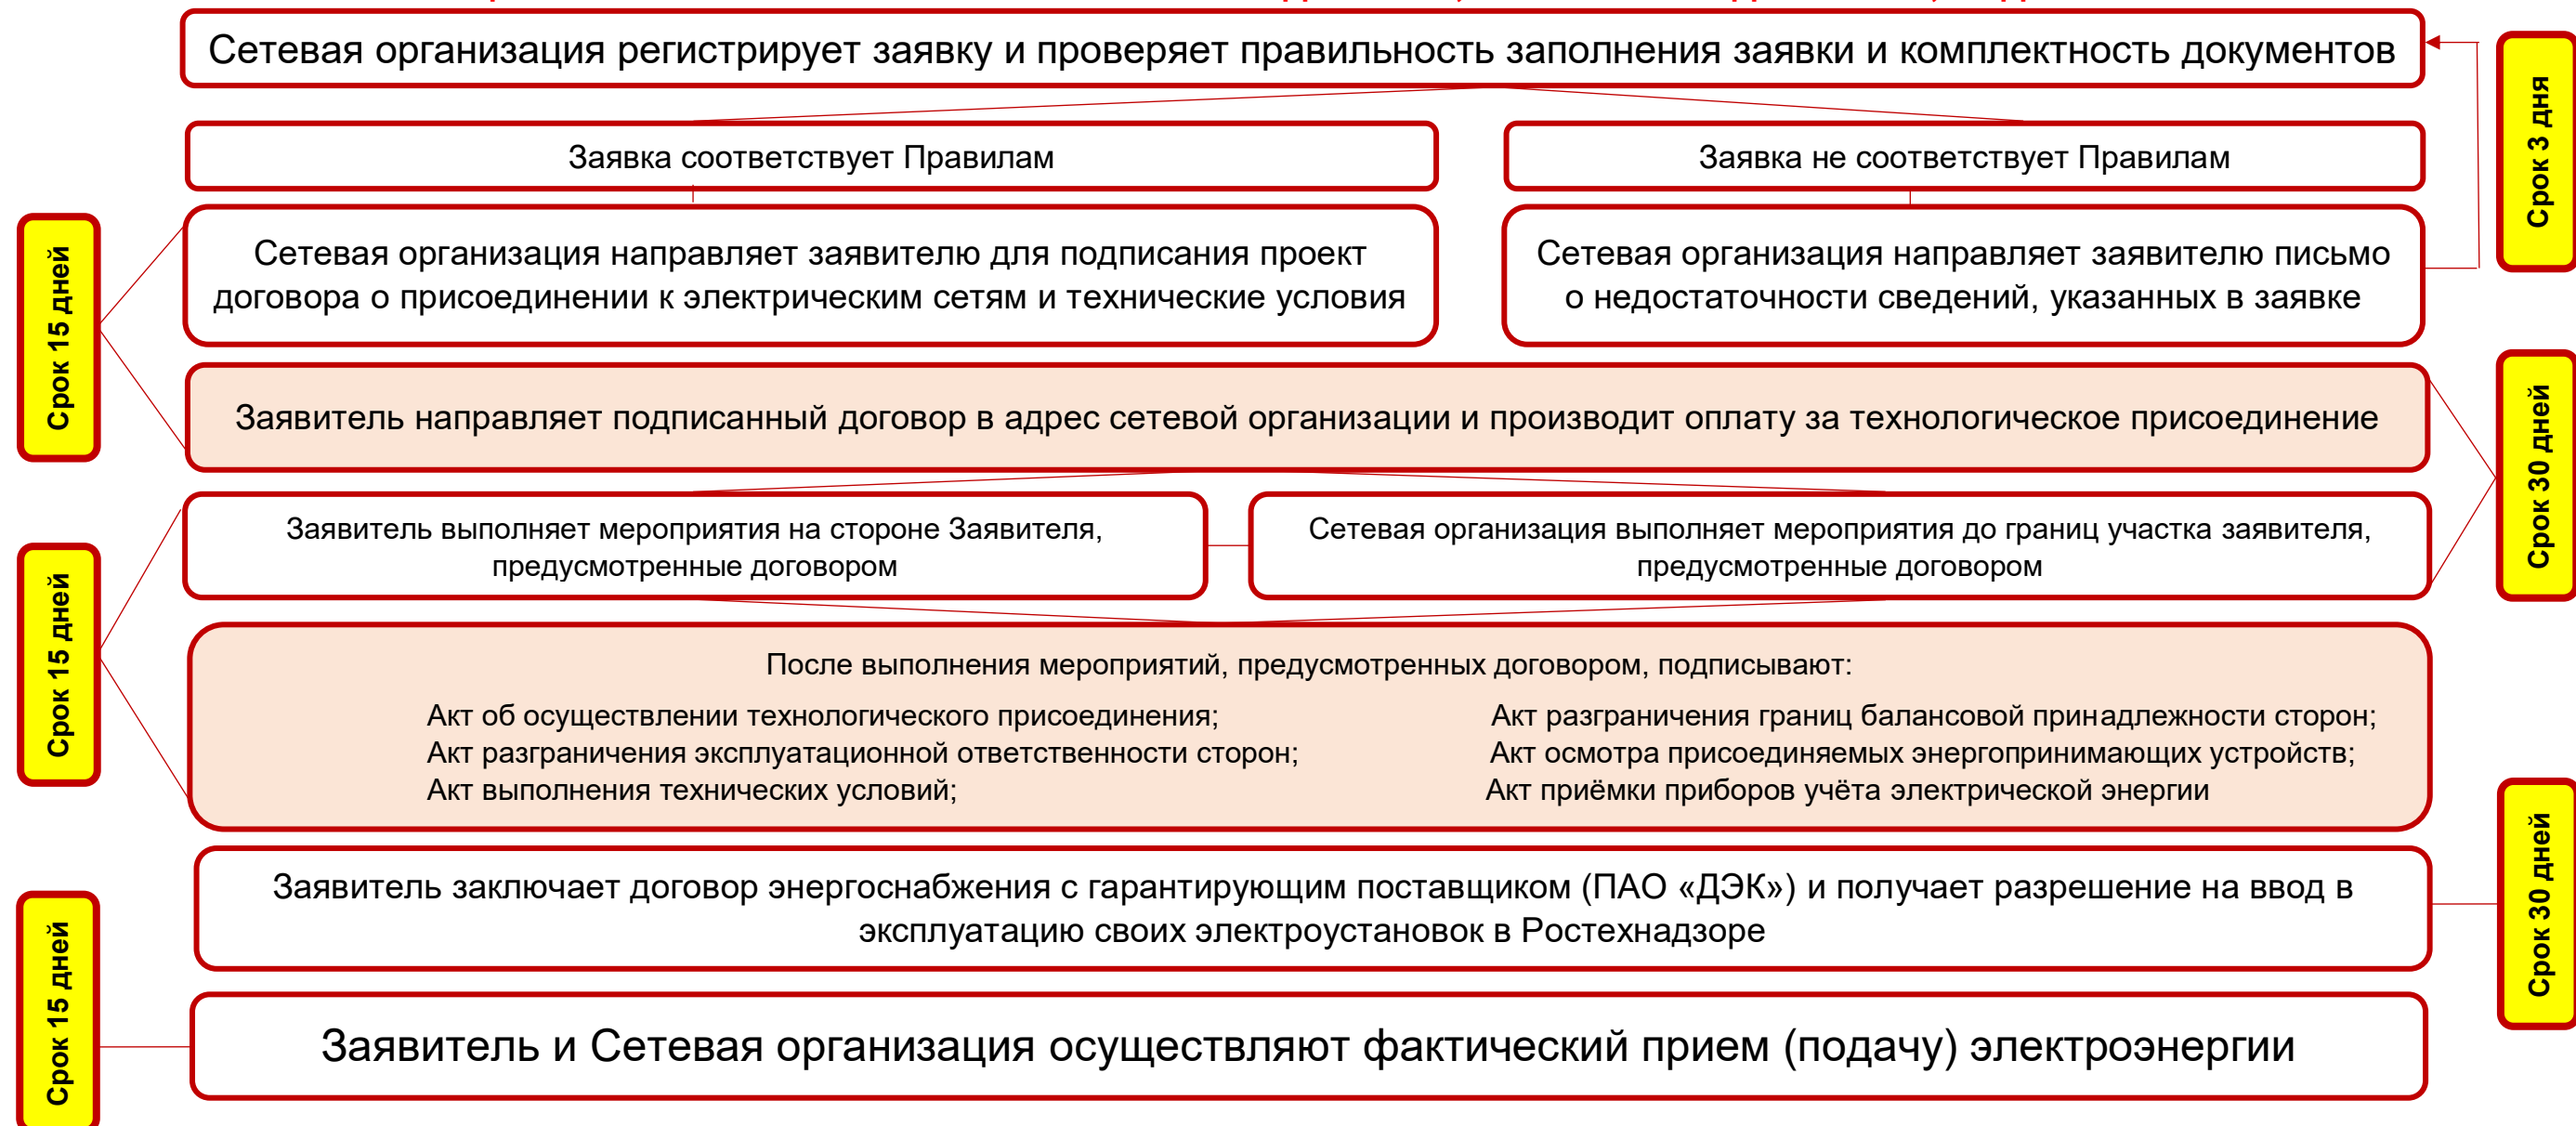 Сетевая организация регистрирует заявку и проверяет правильность заполнения заявки и комплектность документов
Срок 3 дня
Заявка соответствует Правилам
Заявка не соответствует Правилам
Срок 15 дней
Сетевая организация направляет заявителю для подписания проект
договора о присоединении к электрическим сетям и технические условия
Сетевая организация направляет заявителю письмо
о недостаточности сведений, указанных в заявке
Заявитель направляет подписанный договор в адрес сетевой организации и производит оплату за технологическое присоединение
Срок 30 дней
Заявитель выполняет мероприятия на стороне Заявителя,
предусмотренные договором
Сетевая организация выполняет мероприятия до границ участка заявителя,
предусмотренные договором
Срок 15 дней
После выполнения мероприятий, предусмотренных договором, подписывают:
Акт об осуществлении технологического присоединения;
Акт разграничения эксплуатационной ответственности сторон;
Акт выполнения технических условий;
Акт разграничения границ балансовой принадлежности сторон;
Акт осмотра присоединяемых энергопринимающих устройств;
Акт приёмки приборов учёта электрической энергии
Заявитель заключает договор энергоснабжения с гарантирующим поставщиком (ПАО «ДЭК») и получает разрешение на ввод в
эксплуатацию своих электроустановок в Ростехнадзоре
Срок 30 дней
Срок 15 дней
Заявитель и Сетевая организация осуществляют фактический прием (подачу) электроэнергии